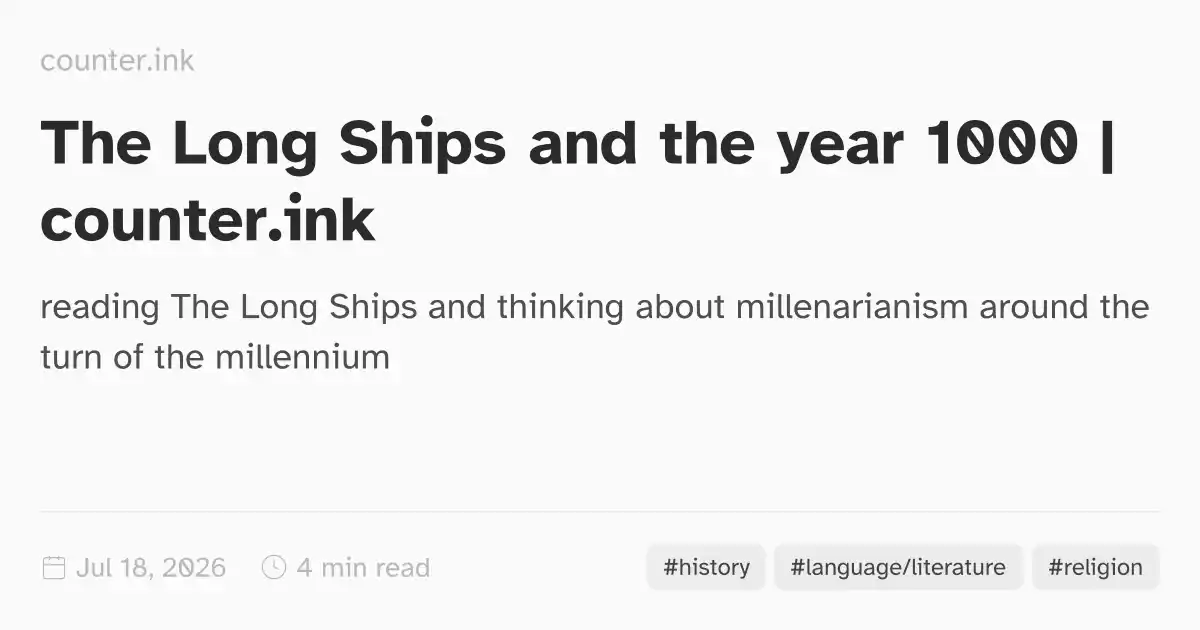 counter.ink
The Long Ships and the year 1000 |
counter.ink
reading The Long Ships and thinking about millenarianism around the
turn of the millennium
Jul 18, 2026 4 min read #history #language/literature #religion